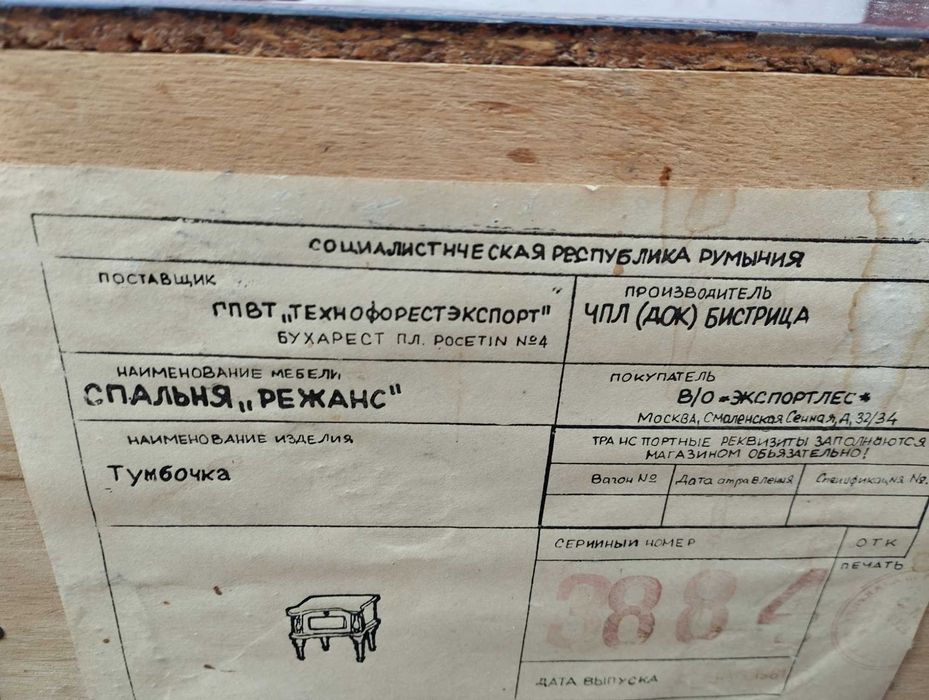 СОЦИАЛИСТИЧЕСКАЯ РЕСПУБЛИКА РУМЫНИЯ
ПОСТАВЩИК
ГПВТ „ТЕХНОФОРЕСТЭКСПОРТ"
БУХАРЕСТ ПЛ. РОСЕТIN №4
ПРОИЗВОДИТЕЛЬ
ЧПЛ (ДОК) БИСТРИЦА
НАИМЕНОВАНИЕ МЕБЕЛИ
СПАЛЬНЯ „РЕЖАНС"
ПОКУПАТЕЛЬ
В/О «ЭКСПОРТЛЕС»
МОСКВА, СМОЛЕНСКАЯ СЕННАЯ, Д, 32/34
НАИМЕНОВАНИЕ ИЗДЕЛИЯ
Тумбочка
ТРАНСПОРТНЫЕ РЕКВИЗИТЫ ЗАПОЛНЯЮТСЯ
МАГАЗИНОМ ОБЬЯЗАТЕЛЬНО!
Вагон № Дата отравления Спецификация №.
СЕРИЙНЫЙ НОМЕР
3884
ОТК
ПЕЧАТЬ
ДАТА ВЫПУСКА